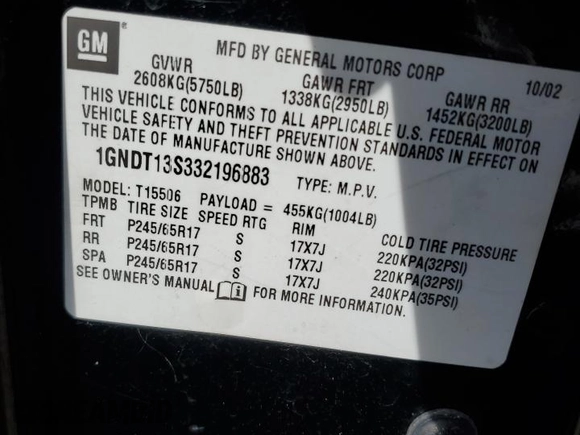 GM
MFD BY GENERAL MOTORS CORP 10/02
GVWR GAWR FRT GAWR RR
2608KG(5750LB) 1338KG(2950LB) 1452KG(3200LB)
THIS VEHICLE CONFORMS TO ALL APPLICABLE U.S. FEDERAL MOTOR
VEHICLE SAFETY AND THEFT PREVENTION STANDARDS IN EFFECT ON
THE DATE OF MANUFACTURE SHOWN ABOVE.
1GNDT13S332196883 TYPE: M.P.V.
MODEL: T15506 PAYLOAD = 455KG(1004LB)
TPMB TIRE SIZE SPEED RTG RIM COLD TIRE PRESSURE
FRT P245/65R17 S 17X7J 220KPA(32PSI)
RR P245/65R17 S 17X7J 220KPA(32PSI)
SPA P245/65R17 S 17X7J 240KPA(35PSI)
SEE OWNER'S MANUAL FOR MORE INFORMATION.